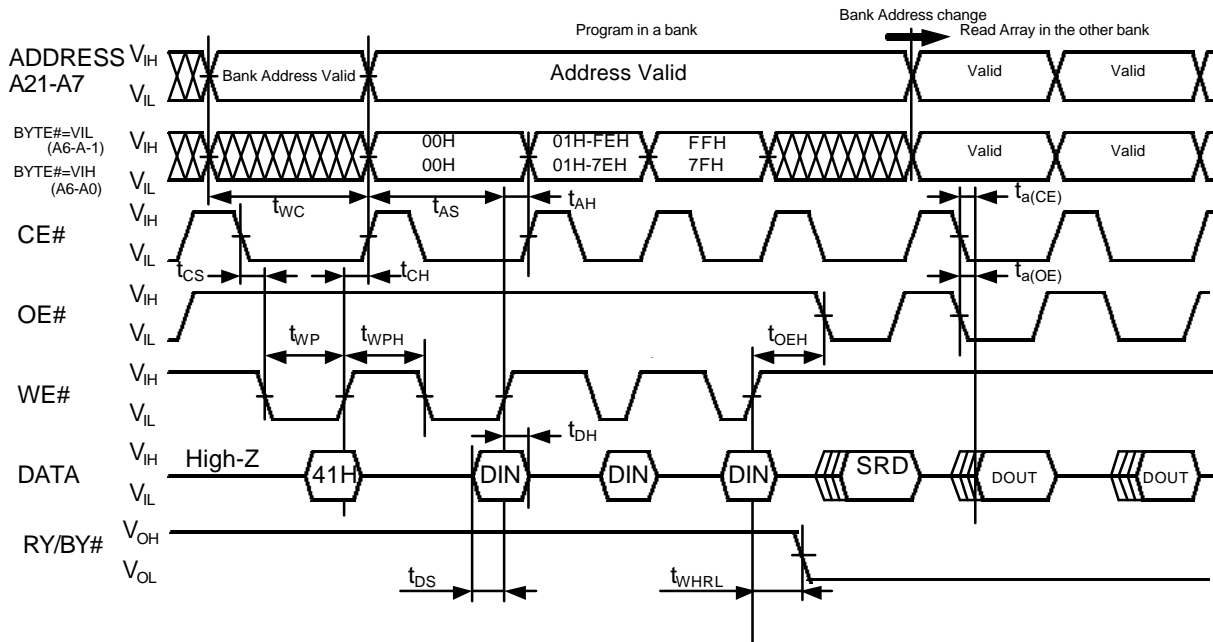 Program in a bank
Bank Address change
Read Array in the other bank
ADDRESS
A21-A7
VIH
VIL
Bank Address Valid
Address Valid
Valid
Valid
BYTE#=VIL
(A6-A-1)
BYTE#=VIH
(A6-A0)
VIH
VIL
00H
00H
01H-FEH
01H-7EH
FFH
7FH
Valid
Valid
tWC
tAS
tAH
ta(CE)
CE#
VIH
VIL
tCS
tCH
ta(OE)
OE#
VIH
VIL
tWP
tWPH
tOEH
WE#
VIH
VIL
tDH
DATA
VIH
VIL
High-Z
41H
DIN
DIN
DIN
SRD
DOUT
DOUT
RY/BY#
VOH
VOL
tDS
tWHRL